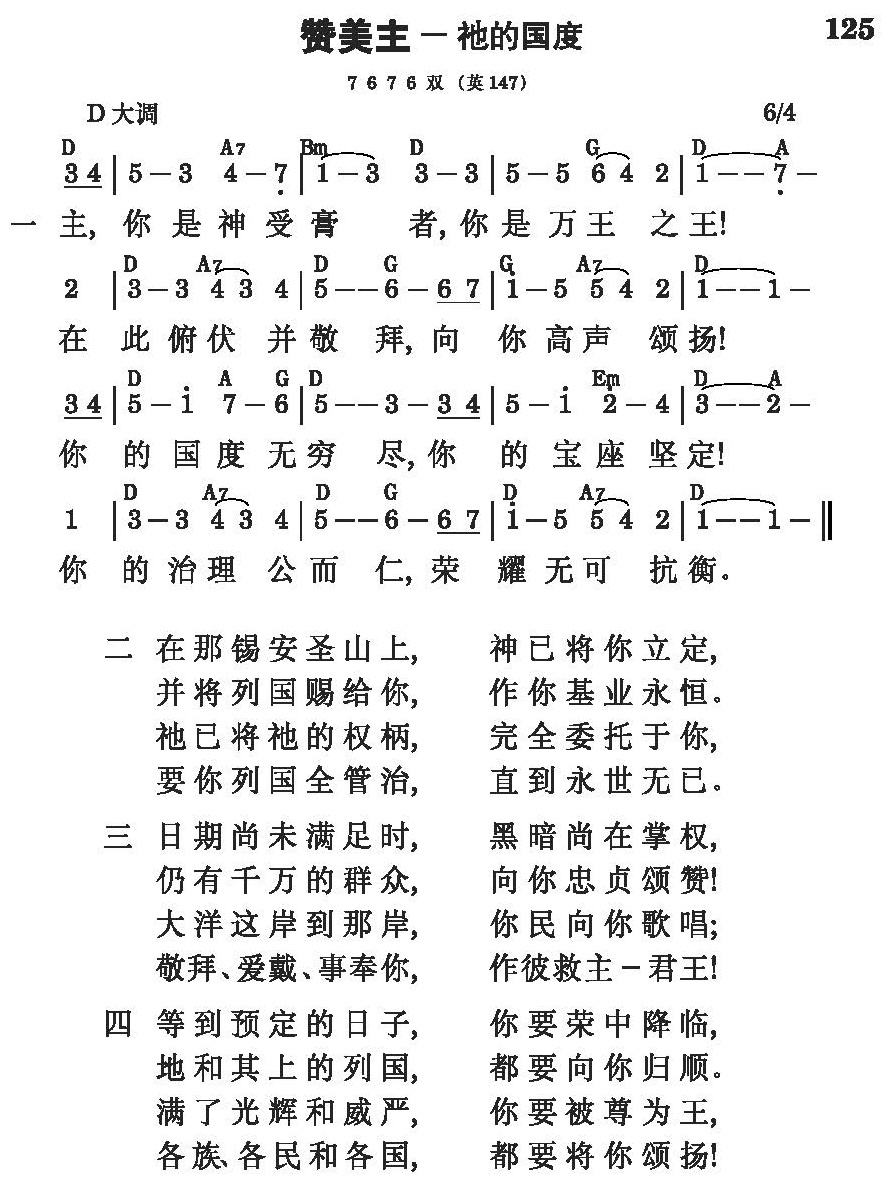 赞美主－祂的国度 125
7 6 7 6 双（英147）
D大调 6/4
D A7 Bm D G D A
3 4 | 5 － 3 4 － 7̣ | 1 － 3 3 － 3 | 5 － 5 6 4 2 | 1 － － 7̣ －
一 主, 你是神受膏 者, 你是万王 之王!
D A7 D G G A7 D
2 | 3 － 3 4 3 4 | 5 － － 6 － 6 7 | 1̇ － 5 5 4 2 | 1 － － 1 －
在 此俯伏 并敬 拜, 向 你高声 颂扬!
D A G D Em D A
3 4 | 5 － 1̇ 7 － 6 | 5 － － 3 － 3 4 | 5 － 1̇ 2̇ － 4 | 3 － － 2 －
你 的国度无穷 尽, 你 的宝座坚定!
D A7 D G D A7 D
1 | 3 － 3 4 3 4 | 5 － － 6 － 6 7 | 1̇ － 5 5 4 2 | 1 － － 1 － ‖
你 的治理 公而 仁, 荣 耀无可 抗衡。
二 在那锡安圣山上, 神已将你立定,
并将列国赐给你, 作你基业永恒。
祂已将祂的权柄, 完全委托于你,
要你列国全管治, 直到永世无已。
三 日期尚未满足时, 黑暗尚在掌权,
仍有千万的群众, 向你忠贞颂赞!
大洋这岸到那岸, 你民向你歌唱;
敬拜、爱戴、事奉你, 作彼救主－君王!
四 等到预定的日子, 你要荣中降临,
地和其上的列国, 都要向你归顺。
满了光辉和威严, 你要被尊为王,
各族、各民和各国, 都要将你颂扬!